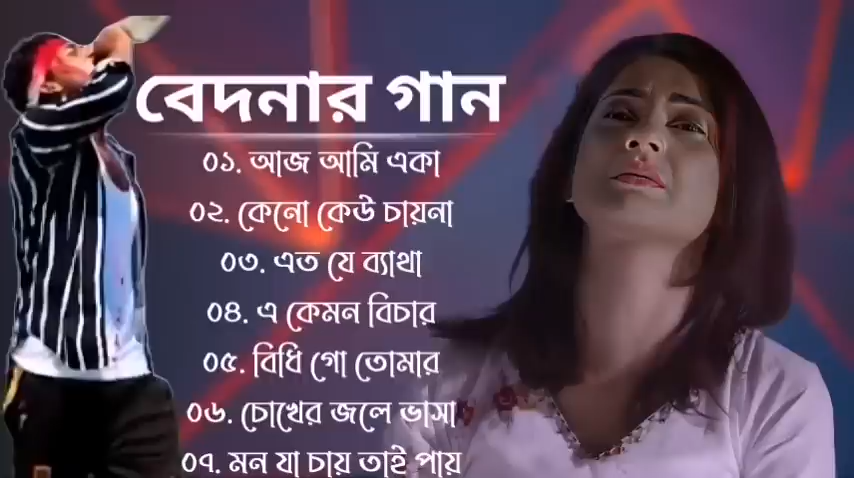 বেদনার গান
০১. আজ আমি একা
০২. কেনো কেউ চায়না
০৩. এত যে ব্যাথা
০৪. এ কেমন বিচার
০৫. বিধি গো তোমার
০৬. চোখের জলে ভাসা
০৭. মন যা চায় তাই পায়